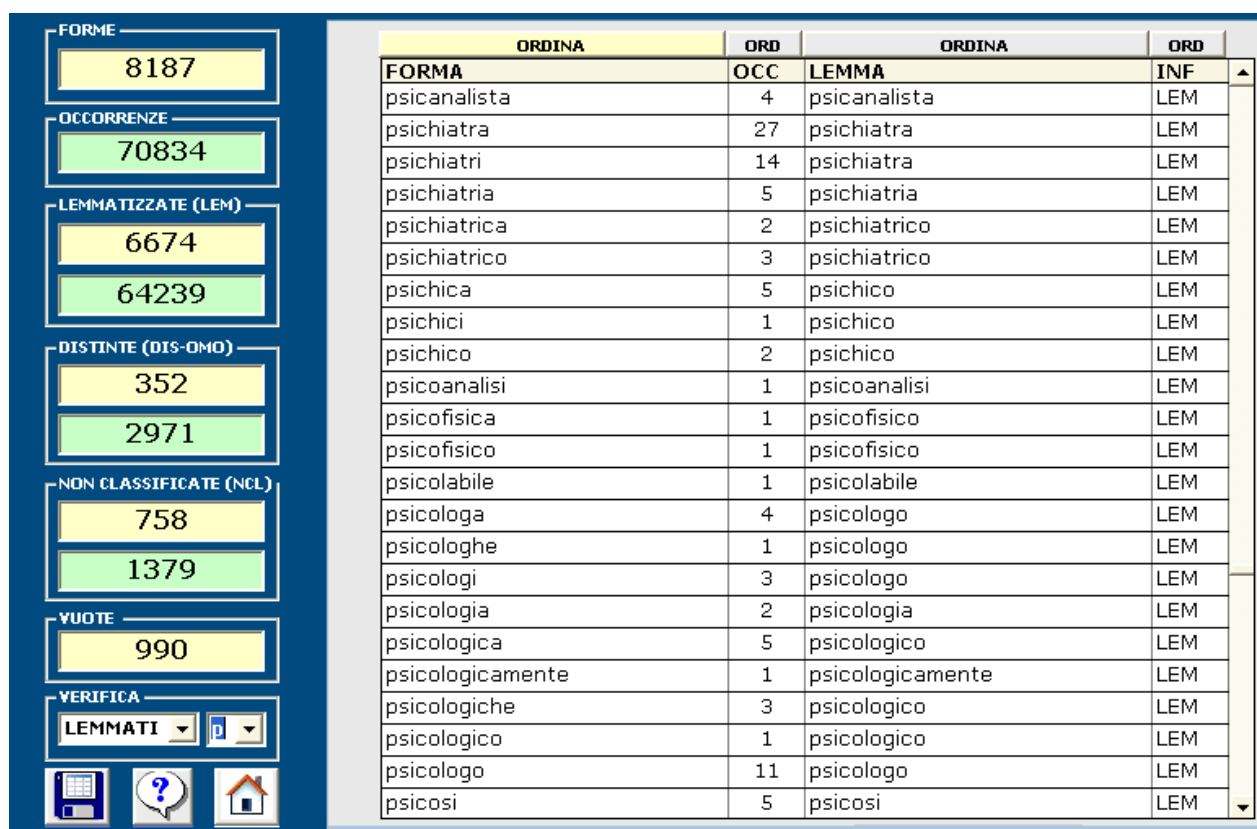 FORME
8187
OCCORRENZE
70834
LEMMATIZZATE (LEM)
6674
64239
DISTINTE (DIS-OMO)
352
2971
NON CLASSIFICATE (NCL)
758
1379
VUOTE
990
VERIFICA
LEMMATI p
ORDINA ORD ORDINA ORD
FORMA OCC LEMMA INF
psicanalista 4 psicanalista LEM
psichiatra 27 psichiatra LEM
psichiatri 14 psichiatra LEM
psichiatria 5 psichiatria LEM
psichiatrica 2 psichiatrico LEM
psichiatrico 3 psichiatrico LEM
psichica 5 psichico LEM
psichici 1 psichico LEM
psichico 2 psichico LEM
psicoanalisi 1 psicoanalisi LEM
psicofisica 1 psicofisico LEM
psicofisico 1 psicofisico LEM
psicolabile 1 psicolabile LEM
psicologa 4 psicologo LEM
psicologhe 1 psicologo LEM
psicologi 3 psicologo LEM
psicologia 2 psicologia LEM
psicologica 5 psicologico LEM
psicologicamente 1 psicologicamente LEM
psicologiche 3 psicologico LEM
psicologico 1 psicologico LEM
psicologo 11 psicologo LEM
psicosi 5 psicosi LEM